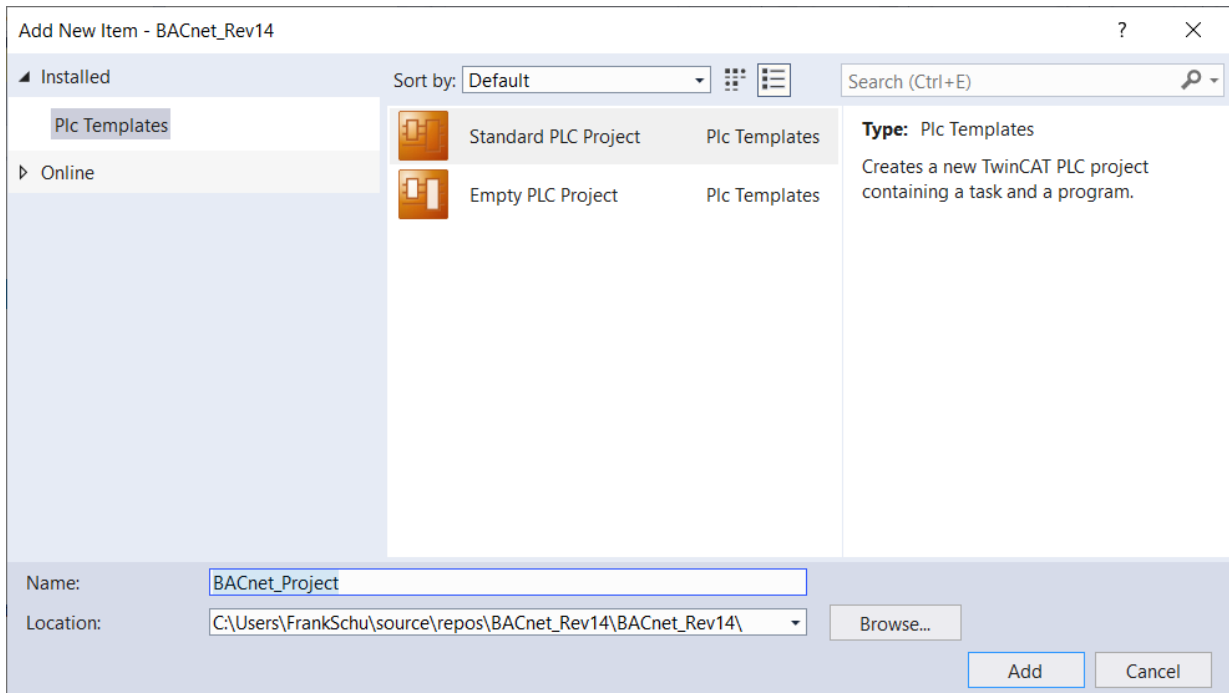 Add New Item - BACnet_Rev14
?
Installed
Plc Templates
Online
Sort by: Default
Search (Ctrl+E)
Standard PLC Project Plc Templates
Empty PLC Project Plc Templates
Type: Plc Templates
Creates a new TwinCAT PLC project
containing a task and a program.
Name: BACnet_Project
Location: C:\Users\FrankSchu\source\repos\BACnet_Rev14\BACnet_Rev14\
Browse...
Add Cancel